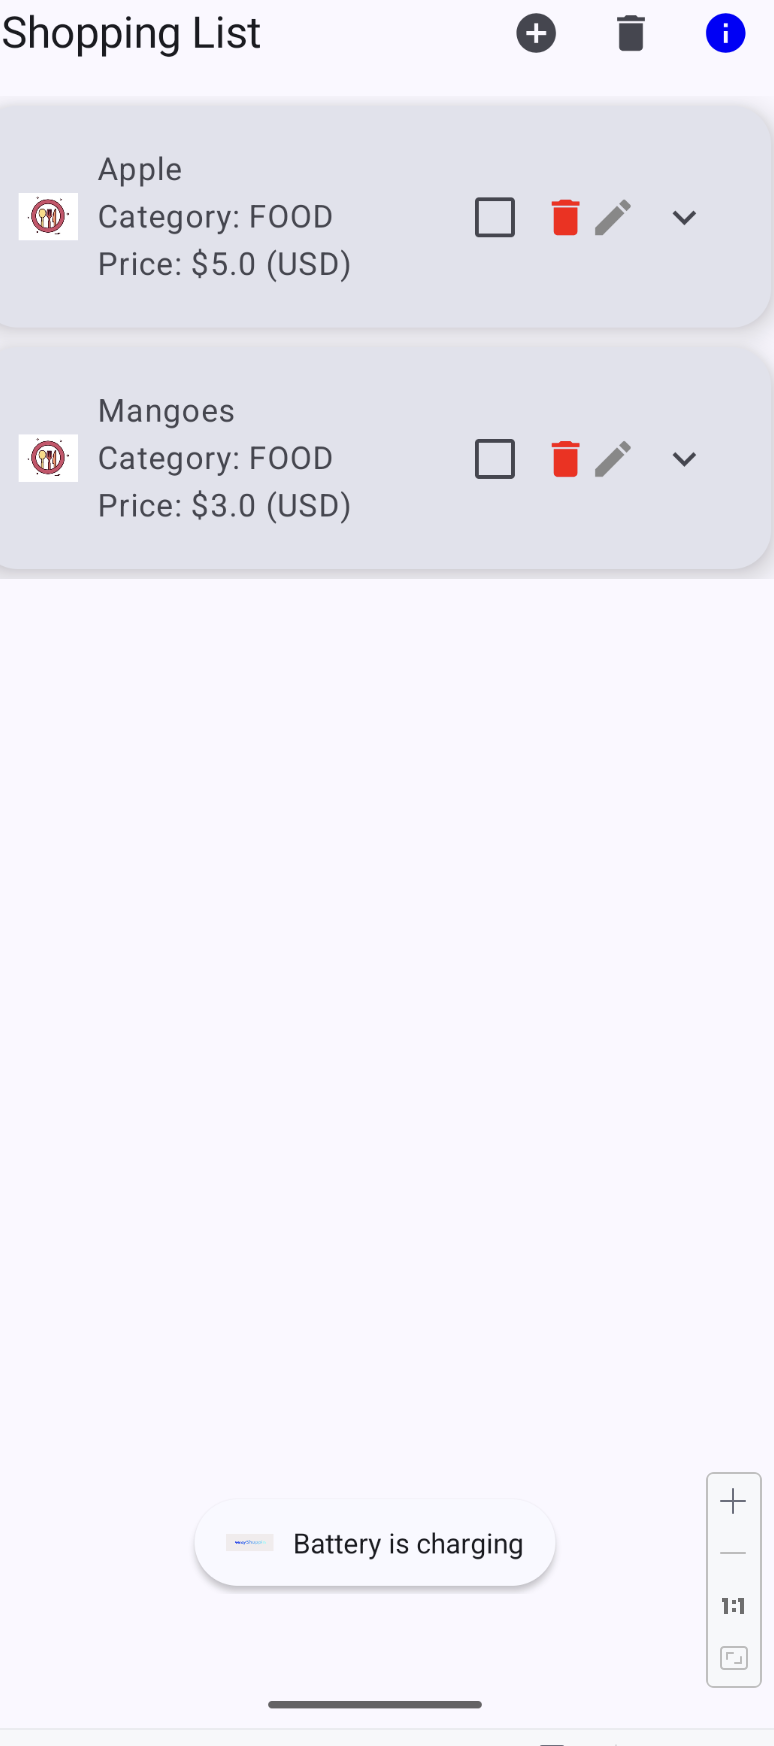 Shopping List
Apple
Category: FOOD
Price: $5.0 (USD)
Mangoes
Category: FOOD
Price: $3.0 (USD)
Battery is charging
1:1